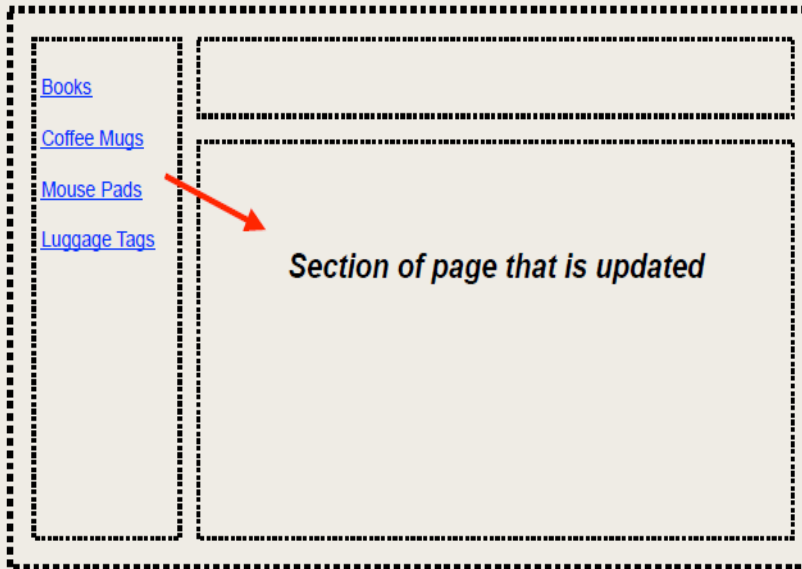 Books
Coffee Mugs
Mouse Pads
Luggage Tags
Section of page that is updated